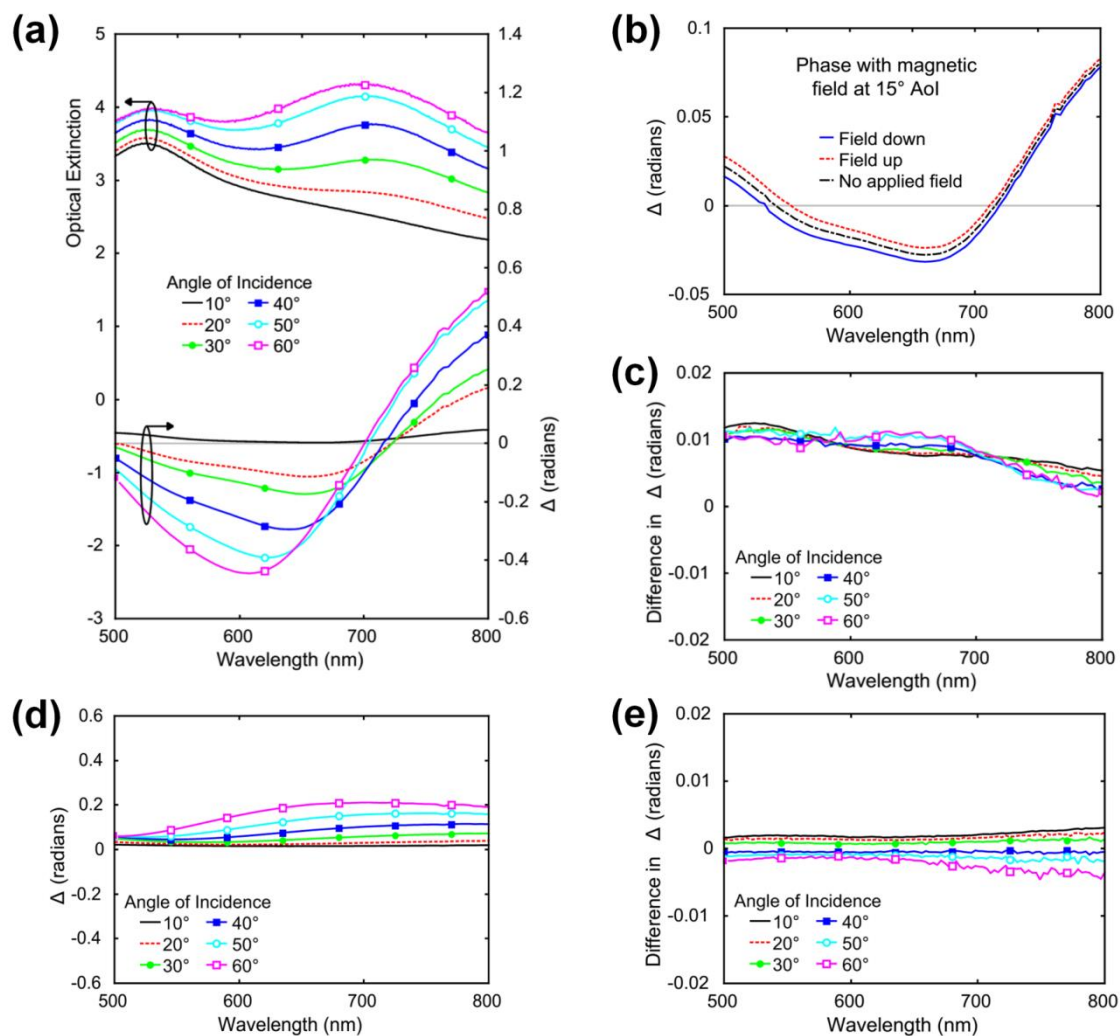 (a)
5
4
3
2
1
0
-1
-2
-3
Optical Extinction
1.4
1.2
1
0.8
0.6
0.4
0.2
0
-0.2
-0.4
-0.6
Δ (radians)
Angle of Incidence
10° 40°
20° 50°
30° 60°
500 600 700 800
Wavelength (nm)
(b)
0.1
0.05
0
-0.05
Δ (radians)
Phase with magnetic
field at 15° AoI
Field down
Field up
No applied field
500 600 700 800
Wavelength (nm)
(c)
0.02
0.01
0
-0.01
-0.02
Difference in Δ (radians)
Angle of Incidence
10° 40°
20° 50°
30° 60°
500 600 700 800
Wavelength (nm)
(d)
0.6
0.4
0.2
0
-0.2
-0.4
-0.6
Δ (radians)
Angle of Incidence
10° 40°
20° 50°
30° 60°
500 600 700 800
Wavelength (nm)
(e)
0.02
0.01
0
-0.01
-0.02
Difference in Δ (radians)
Angle of Incidence
10° 40°
20° 50°
30° 60°
500 600 700 800
Wavelength (nm)